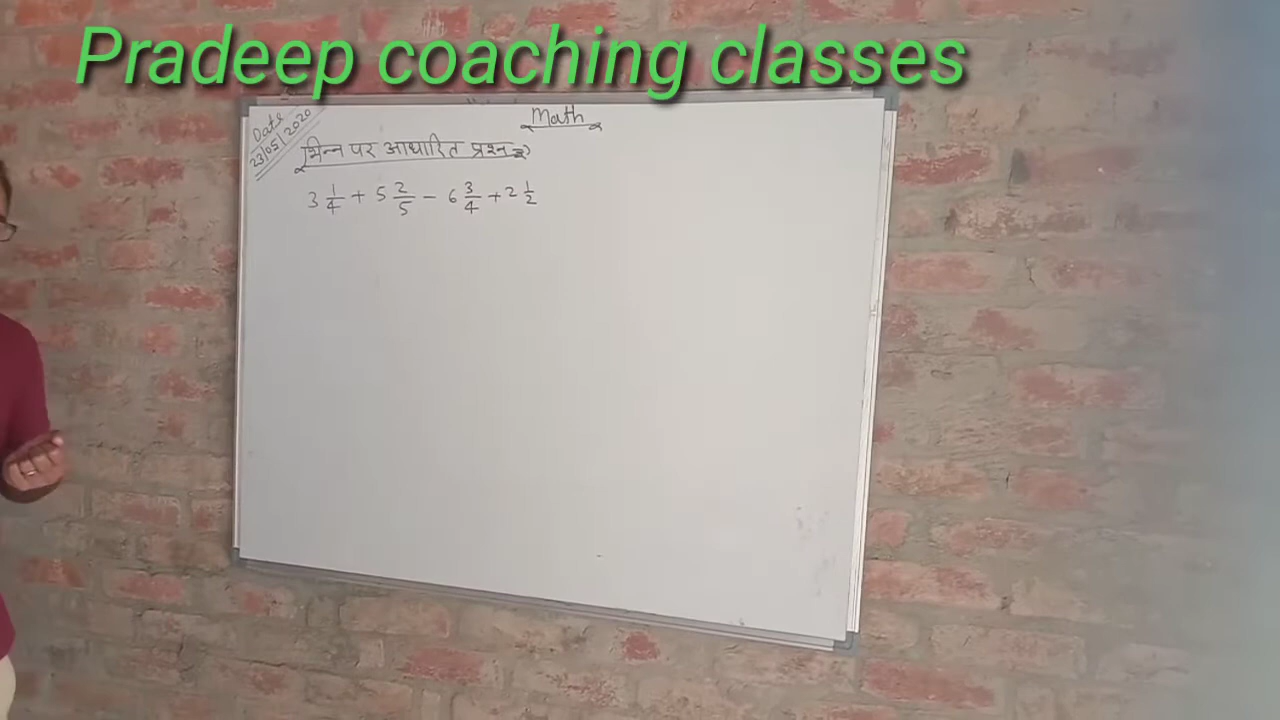 Pradeep coaching classes
Date
23/05/2020
Math
भिन्न पर आधारित प्रश्न
3 1/4 + 5 2/5 - 6 3/4 + 2 1/2